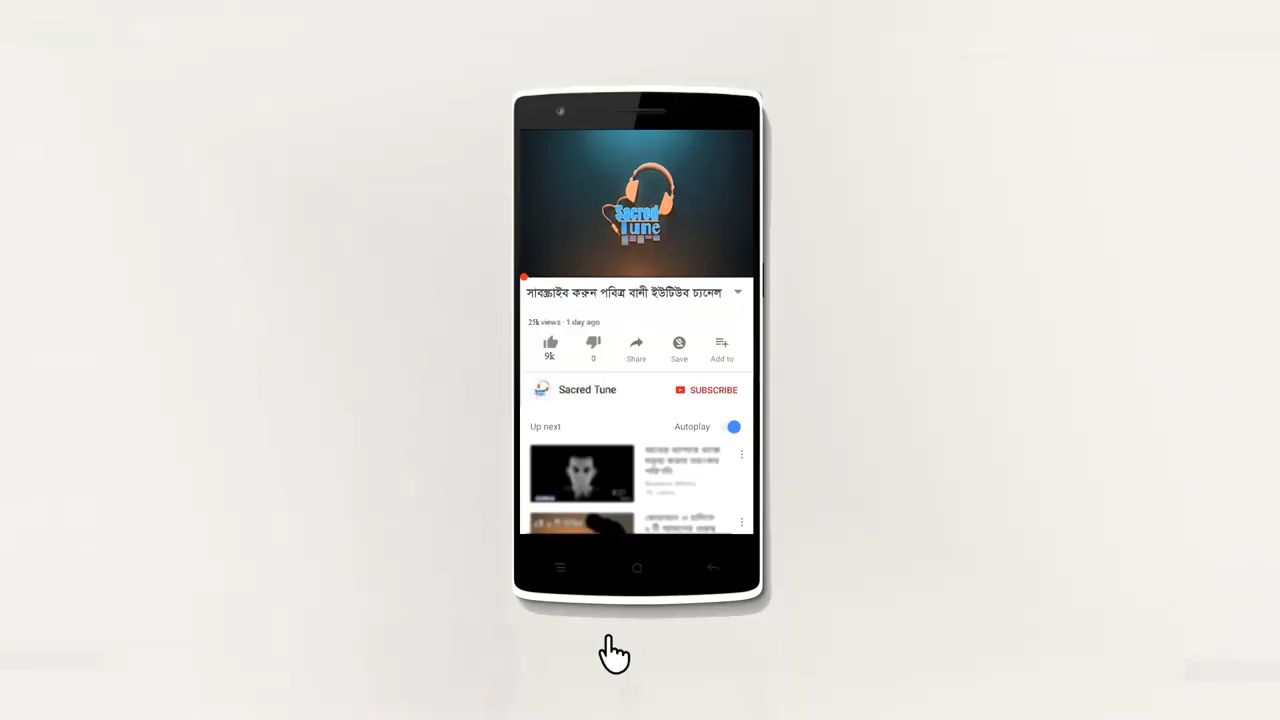 Sacred
Tune
সাবস্ক্রাইব করুন পবিত্র বানী ইউটিউব চ্যনেল
25k views · 1 day ago
9k
0
Share
Save
Add to
Sacred Tune
SUBSCRIBE
Up next
Autoplay